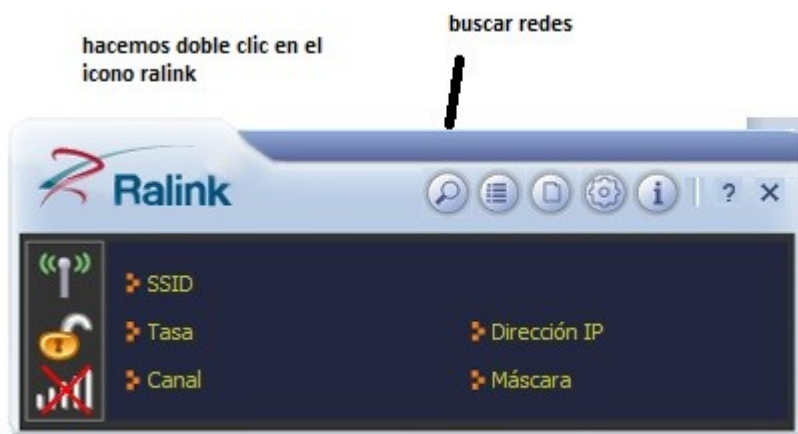 buscar redes
hacemos doble clic en el
icono ralink
Ralink
i ? ×
SSID
Tasa
Dirección IP
Canal
Máscara